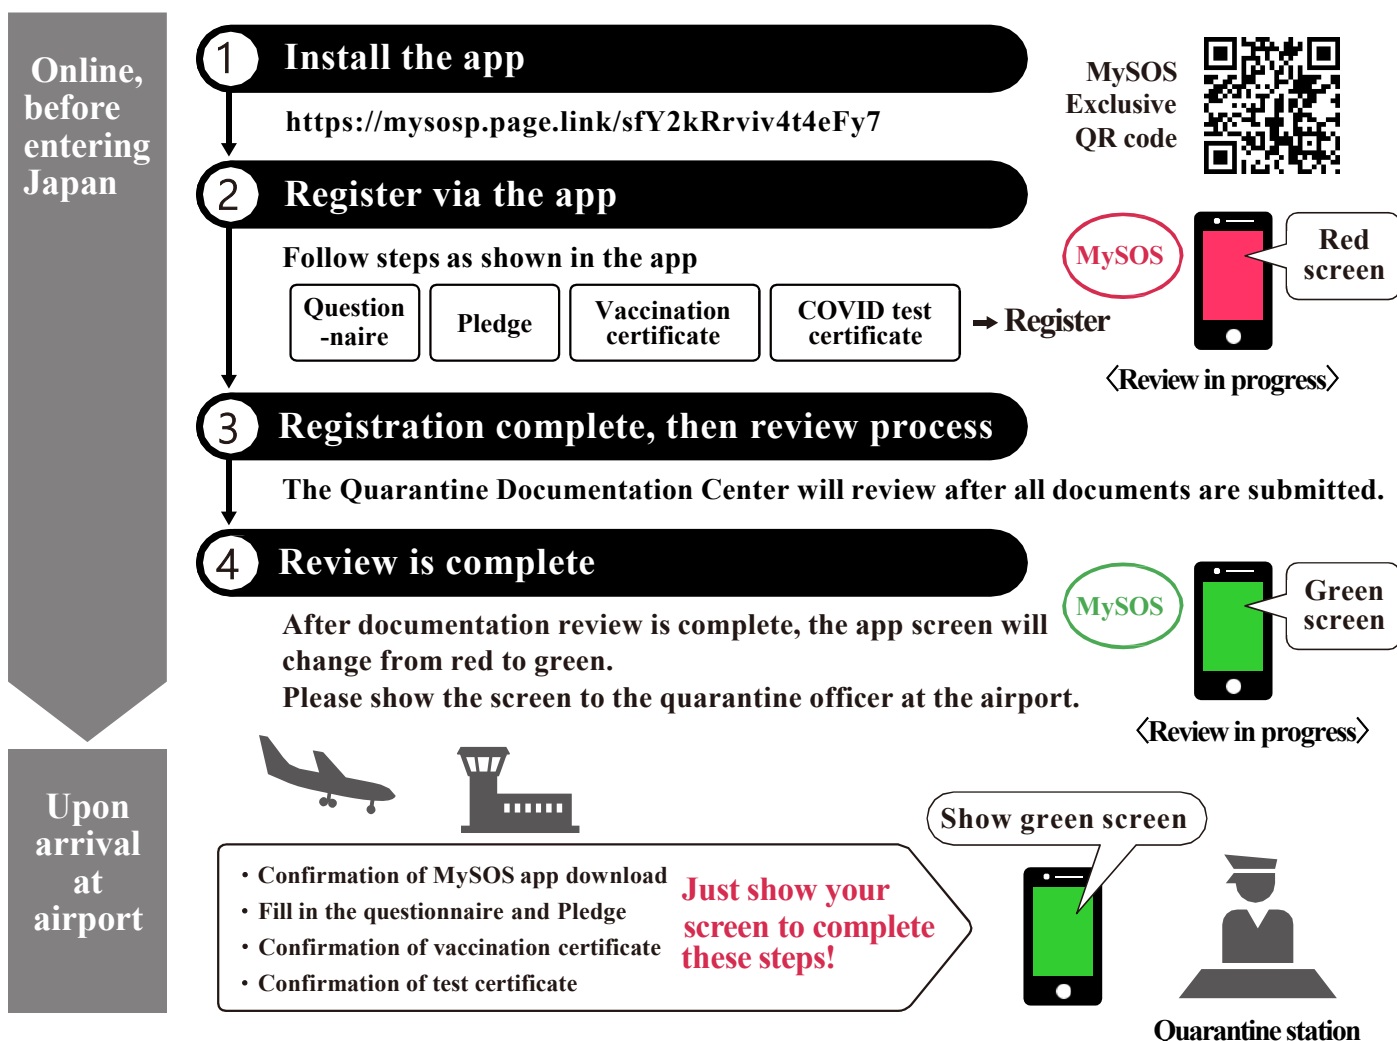 Online,
before
entering
Japan
1
Install the app
https://mysosp.page.link/sfY2kRrviv4t4eFy7
MySOS
Exclusive
QR code
2
Register via the app
Follow steps as shown in the app
Question
-naire
Pledge
Vaccination
certificate
COVID test
certificate
→ Register
MySOS
Red
screen
〈Review in progress〉
3
Registration complete, then review process
The Quarantine Documentation Center will review after all documents are submitted.
4
Review is complete
After documentation review is complete, the app screen will
change from red to green.
Please show the screen to the quarantine officer at the airport.
MySOS
Green
screen
〈Review in progress〉
Upon
arrival
at
airport
・Confirmation of MySOS app download
・Fill in the questionnaire and Pledge
・Confirmation of vaccination certificate
・Confirmation of test certificate
Just show your
screen to complete
these steps!
Show green screen
Quarantine station